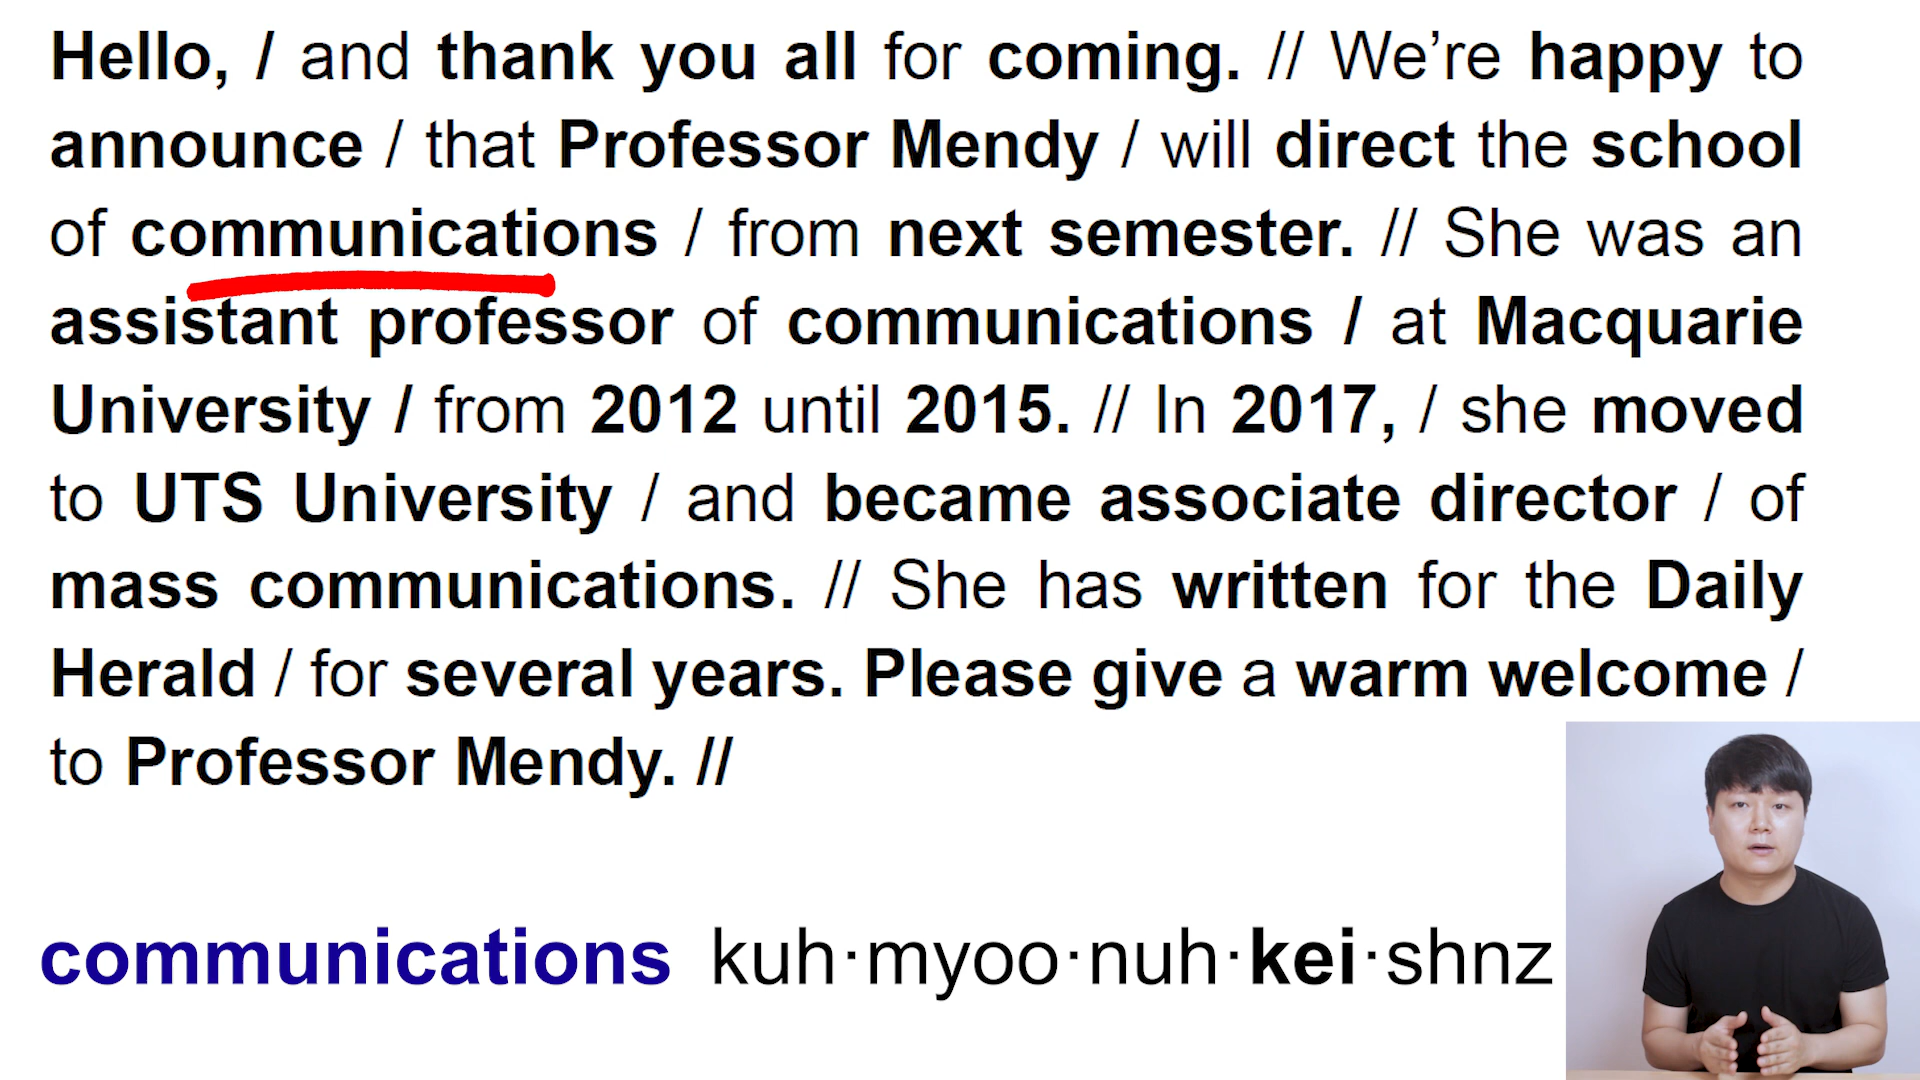 Hello, / and thank you all for coming. // We’re happy to
announce / that Professor Mendy / will direct the school
of communications / from next semester. // She was an
assistant professor of communications / at Macquarie
University / from 2012 until 2015. // In 2017, / she moved
to UTS University / and became associate director / of
mass communications. // She has written for the Daily
Herald / for several years. Please give a warm welcome /
to Professor Mendy. //
communications kuh·myoo·nuh·kei·shnz